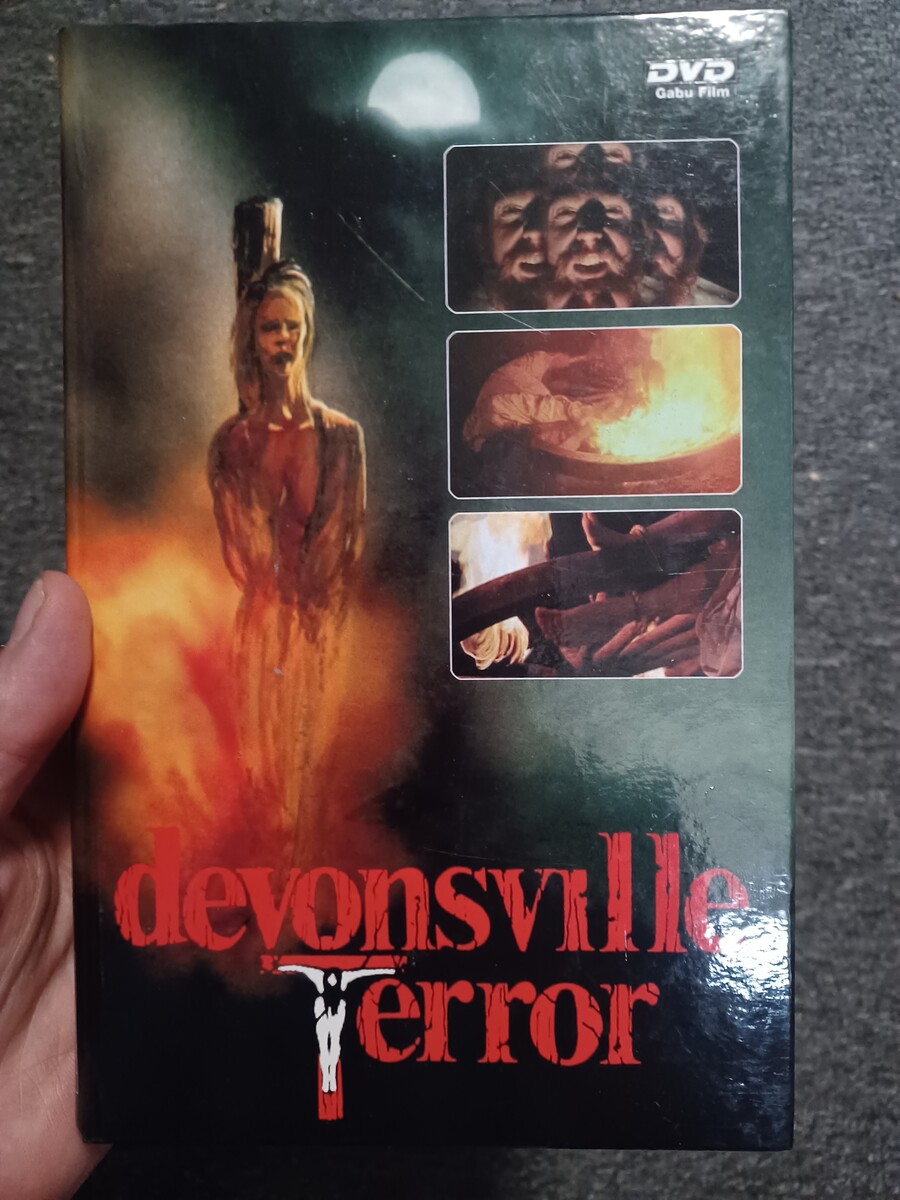 DVD
Gabu Film
devonsville
Terror